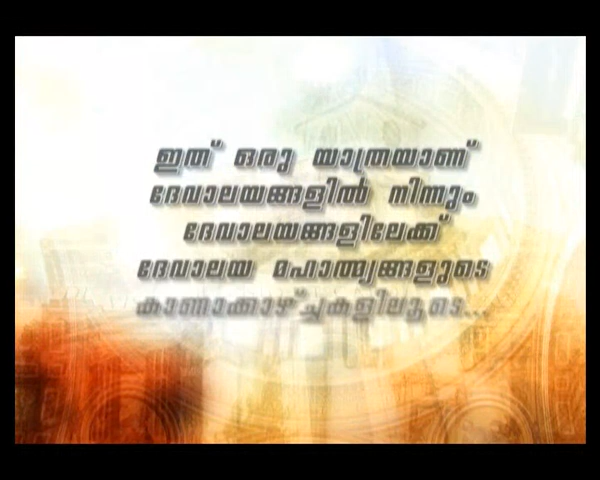 ഇത് ഒരു യാത്രയാണ്
ദേവാലയങ്ങളിൽ നിന്നും
ദേവാലയങ്ങളിലേക്ക്
ദേവാലയ മഹാത്മ്യങ്ങളുടെ
കാണാക്കാഴ്ച്ചകളിലൂടെ...